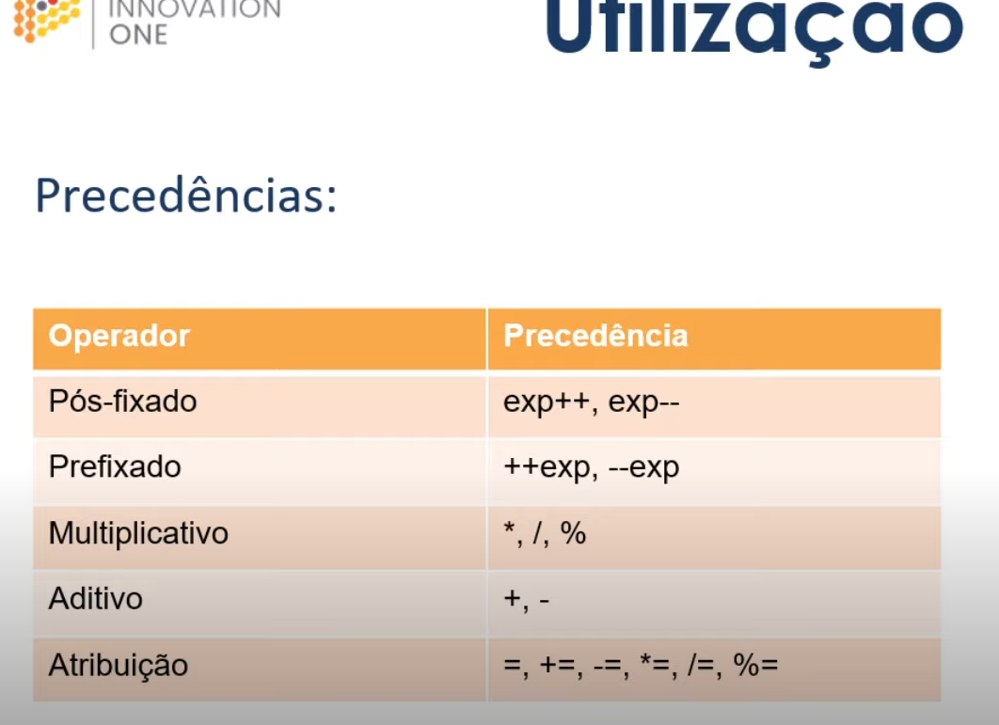 INNOVATION
ONE
Utilização
Precedências:
Operador Precedência
Pós-fixado exp++, exp--
Prefixado ++exp, --exp
Multiplicativo *, /, %
Aditivo +, -
Atribuição =, +=, -=, *=, /=, %=